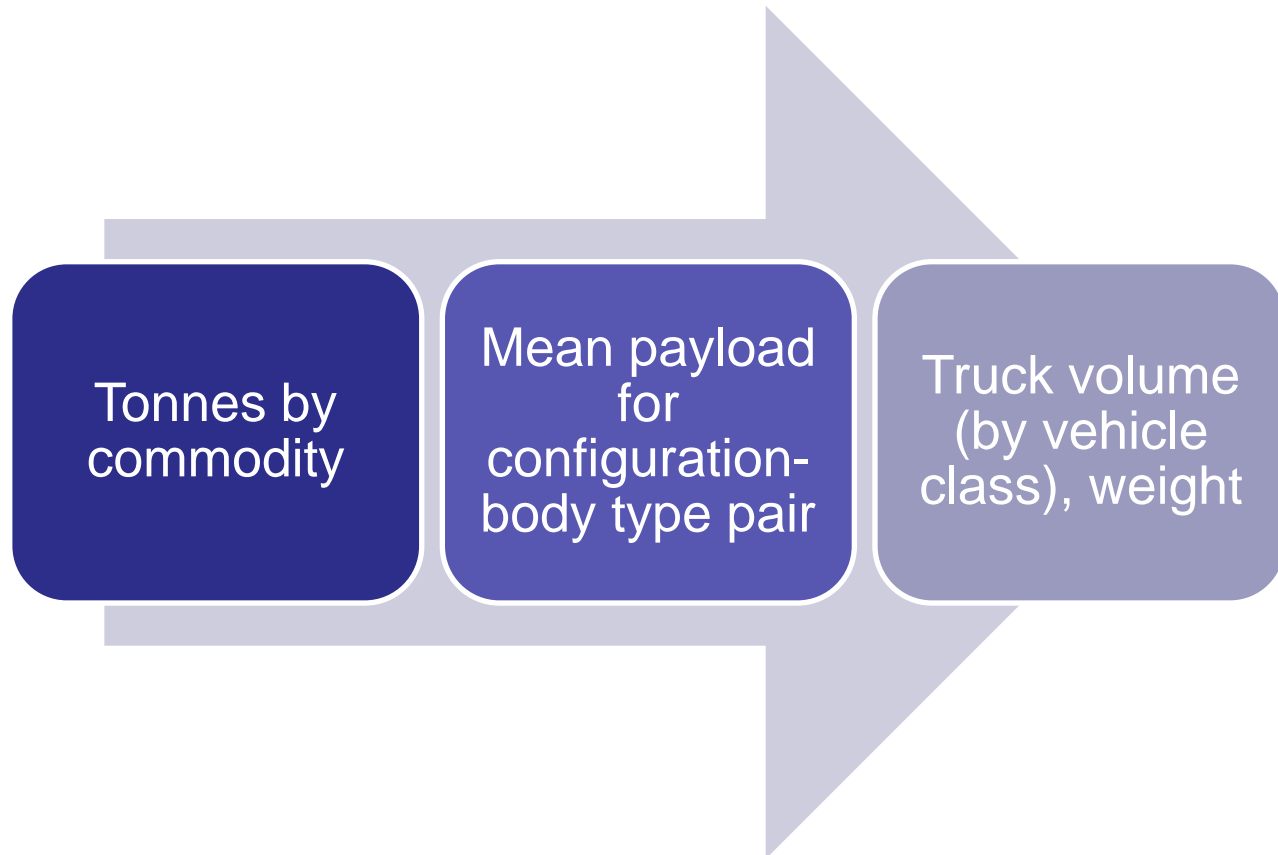 Tonnes by
commodity
Mean payload
for
configuration-
body type pair
Truck volume
(by vehicle
class), weight